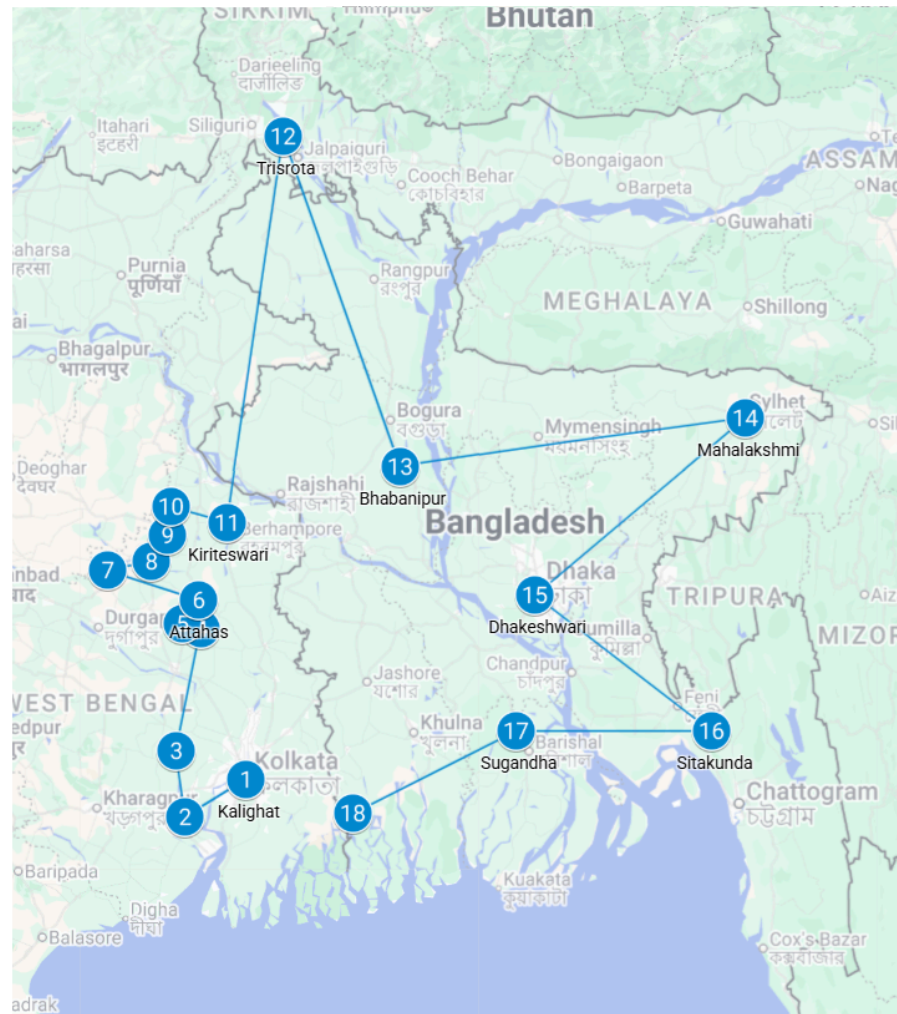 SIKKIM
Bhutan
Darjeeling
दार्जीलिङ
Itahari
इटहरी
Siliguri
12
Jalpaiguri
Trisrota
Bongaigaon
ASSAM
Cooch Behar
কোচবিহার
Barpeta
Guwahati
Purnia
पूर्णियाँ
Rangpur
রংপুর
MEGHALAYA
Shillong
Bhagalpur
भागलपुर
Bogura
বগুড়া
Mymensingh
ময়মনসিংহ
14
Sylhet
Mahalakshmi
13
Bhabanipur
Deoghar
देवघर
Rajshahi
রাজশাহী
10
11
Berhampore
বহরমপুর
Kiriteswari
9
8
7
Bangladesh
Dhaka
ঢাকা
15
Dhakeshwari
TRIPURA
6
5
Attahas
Durgapur
দুর্গাপুর
Cumilla
কুমিল্লা
Chandpur
চাঁদপুর
WEST BENGAL
Jashore
যশোর
Feni
Khulna
খুলনা
17
Barishal
Sugandha
16
Sitakunda
3
Kolkata
কলকাতা
1
Kalighat
Kharagpur
খড়গপুর
2
18
Chattogram
চট্টগ্রাম
Baripada
Digha
দীঘা
Balasore
Kuakata
কুয়াকাটা
Cox's Bazar
কক্সবাজার